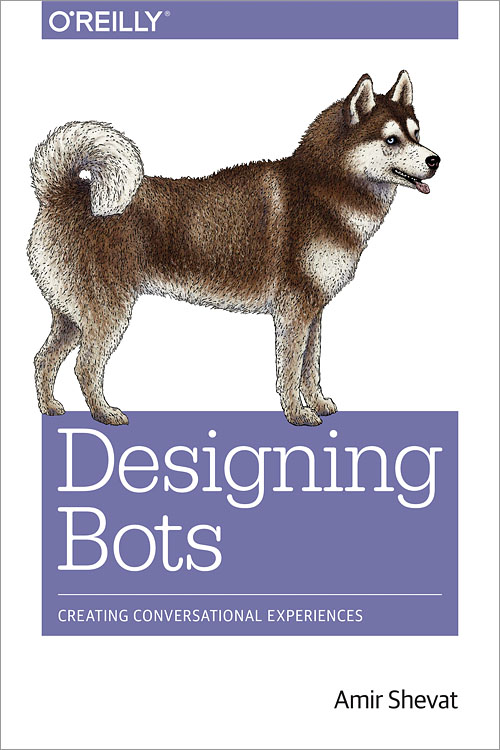 O'REILLY®
Designing
Bots
CREATING CONVERSATIONAL EXPERIENCES
Amir Shevat